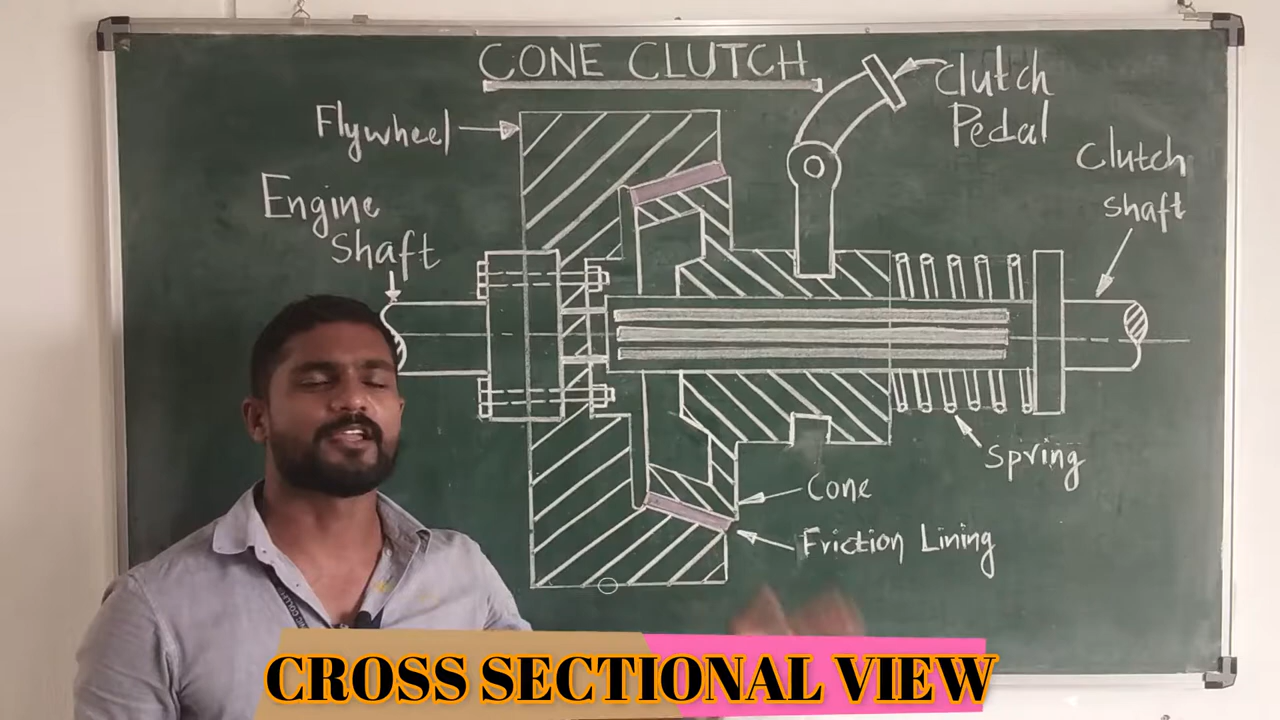 CONE CLUTCH
Flywheel
Clutch
Pedal
Clutch
shaft
Engine
Shaft
Spring
Cone
Friction Lining
CROSS SECTIONAL VIEW